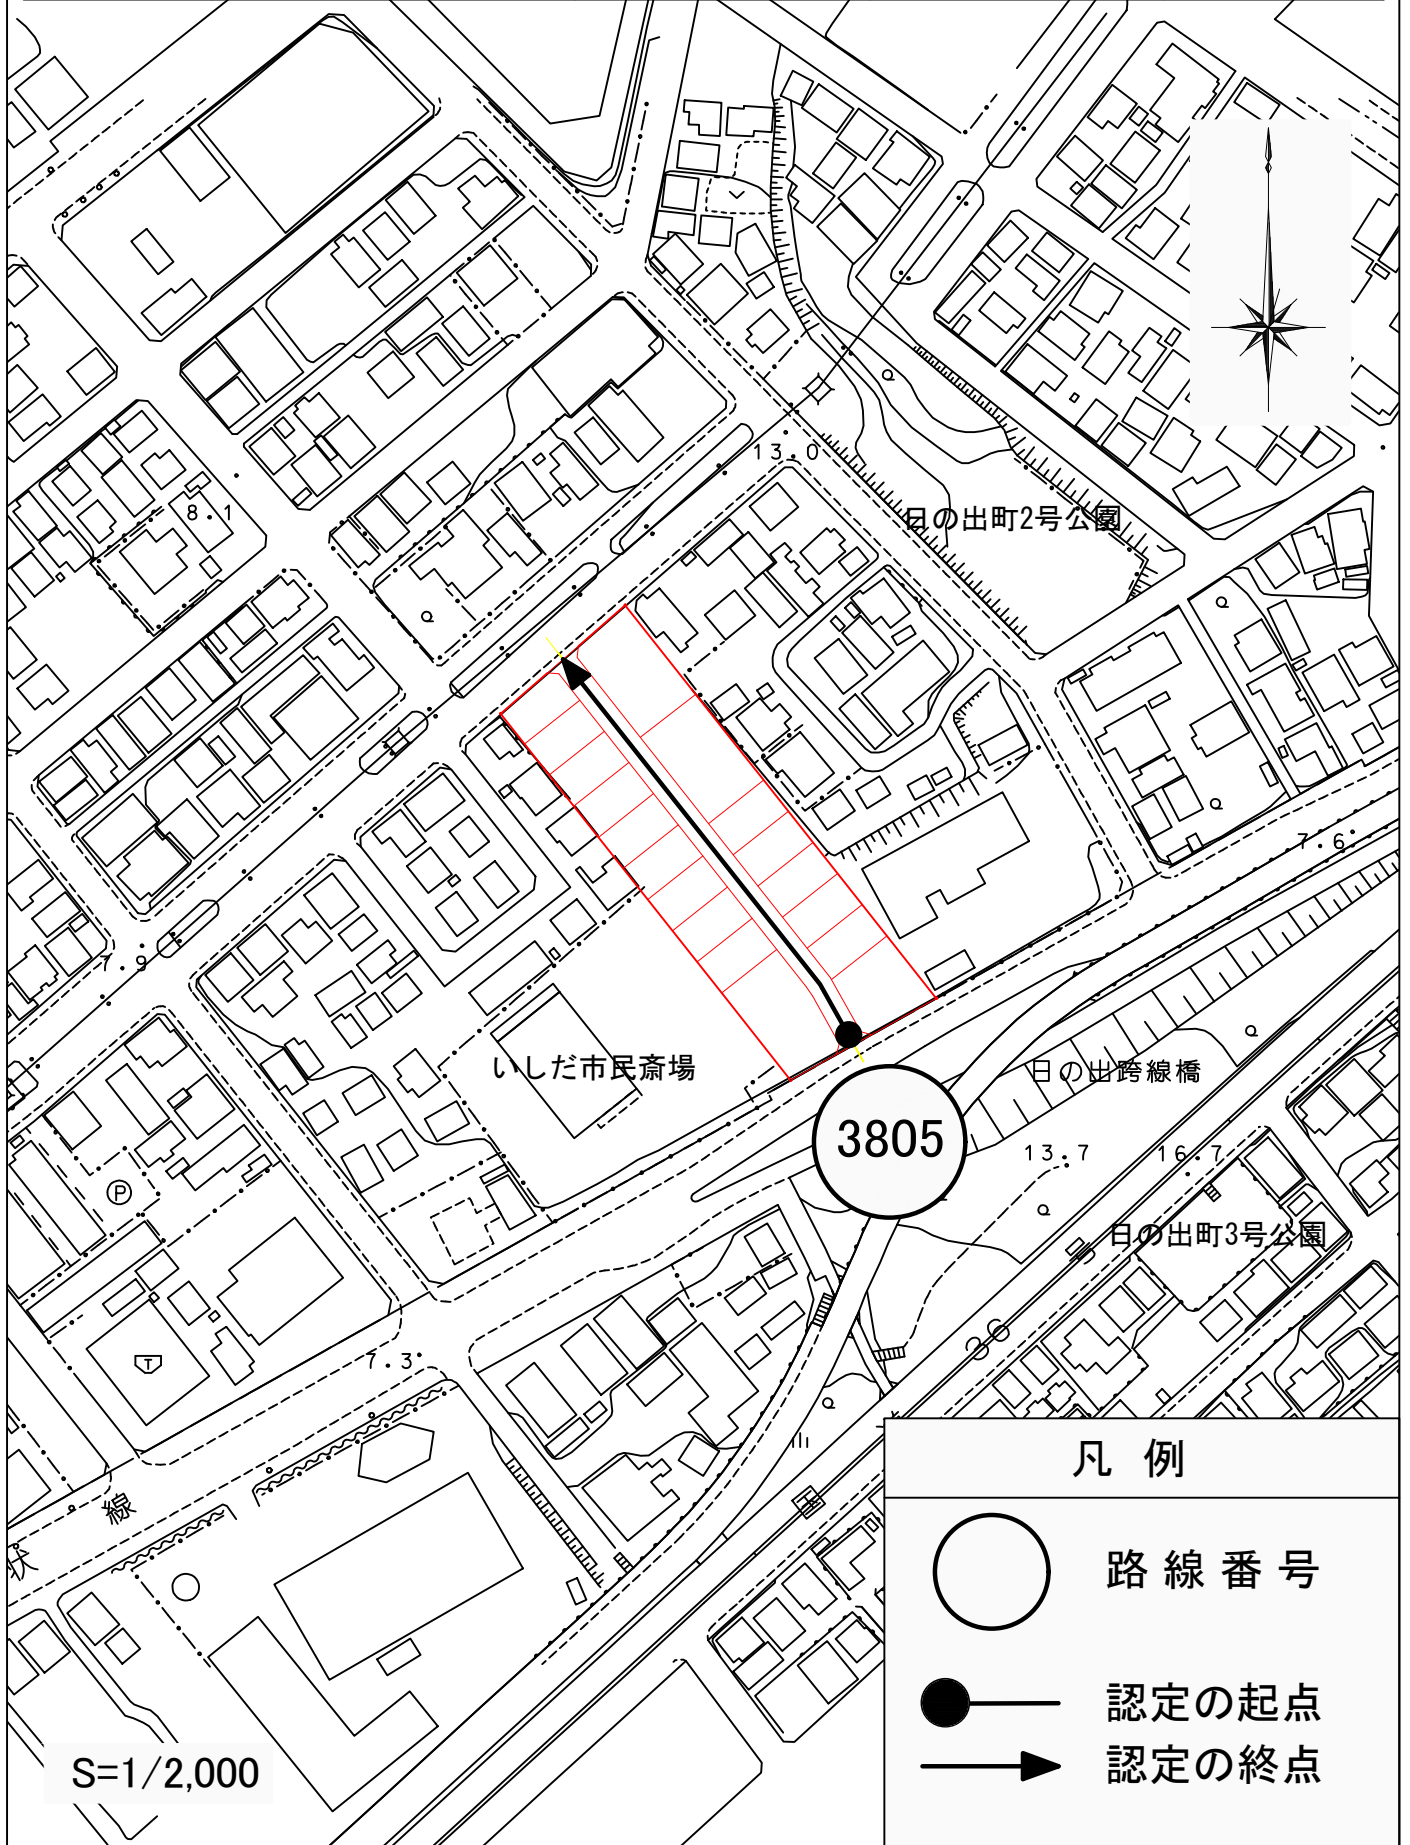 13.0
8.1
日の出町2号公園
7.6
7.9
いしだ市民斎場
日の出跨線橋
3805
13.7
16.7
P
日の出町3号公園
T
7.3
36
凡 例
線
状
路線番号
認定の起点
認定の終点
S=1/2,000